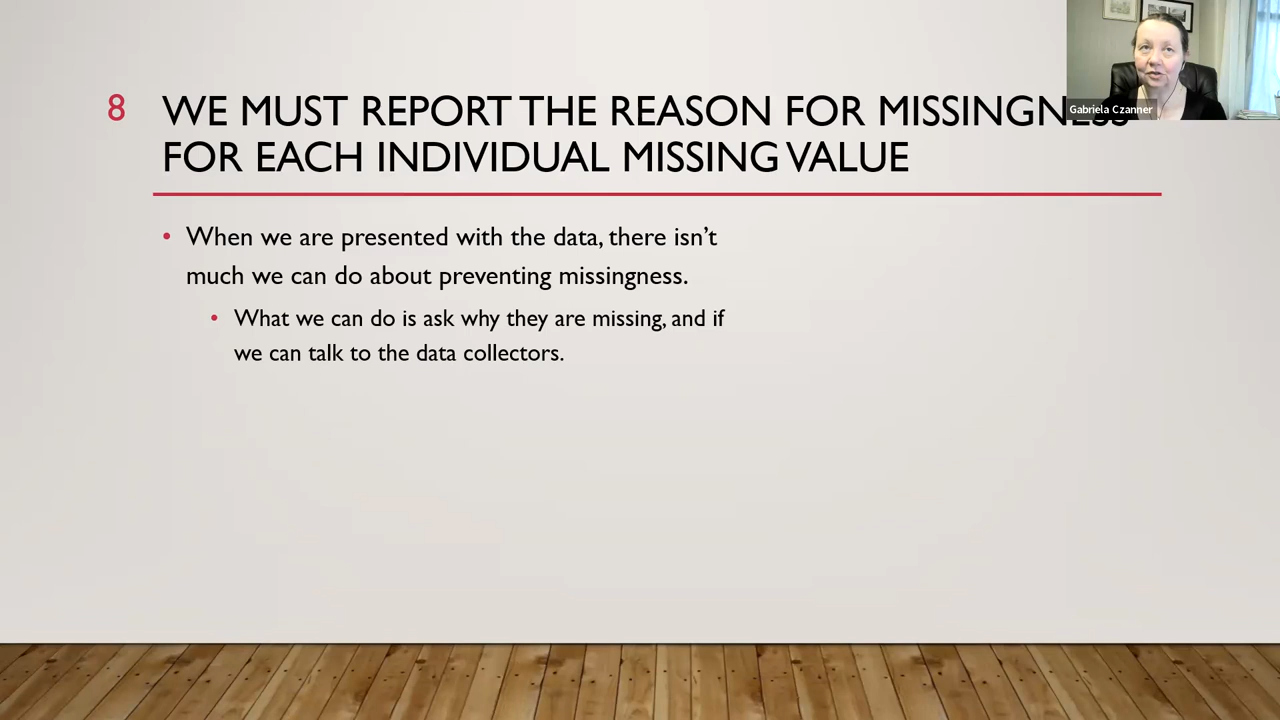 8
WE MUST REPORT THE REASON FOR MISSINGNESS
FOR EACH INDIVIDUAL MISSING VALUE
Gabriela Czanner
• When we are presented with the data, there isn’t
much we can do about preventing missingness.
• What we can do is ask why they are missing, and if
we can talk to the data collectors.